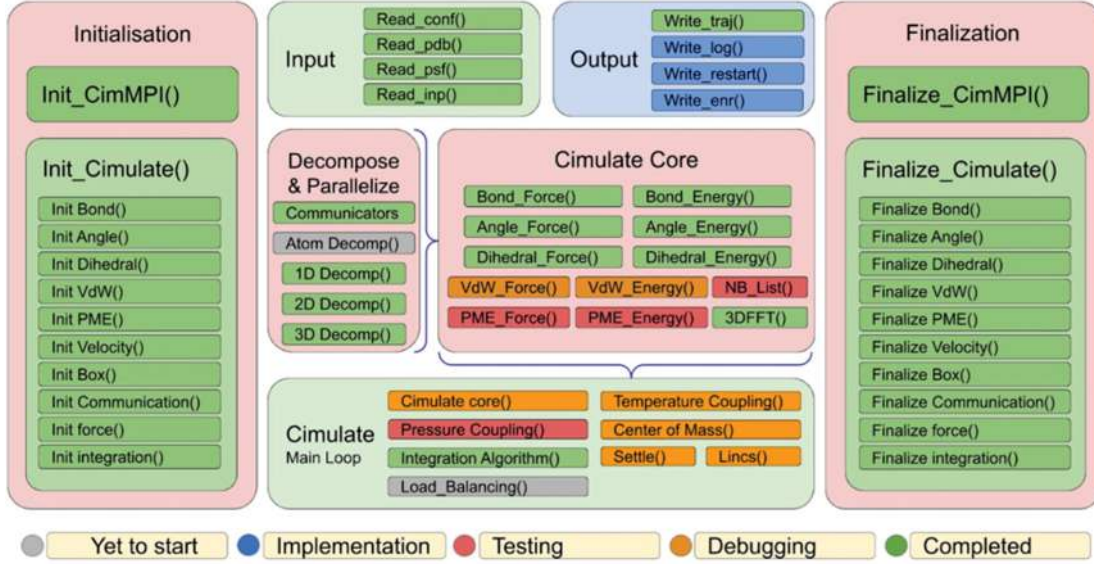 Initialisation
Init_CimMPI()
Init_Cimulate()
Init Bond()
Init Angle()
Init Dihedral()
Init VdW()
Init PME()
Init Velocity()
Init Box()
Init Communication()
Init force()
Init integration()
Input
Read_conf()
Read_pdb()
Read_psf()
Read_inp()
Output
Write_traj()
Write_log()
Write_restart()
Write_enr()
Decompose
& Parallelize
Communicators
Atom Decomp()
1D Decomp()
2D Decomp()
3D Decomp()
Cimulate Core
Bond_Force()
Bond_Energy()
Angle_Force()
Angle_Energy()
Dihedral_Force()
Dihedral_Energy()
VdW_Force()
VdW_Energy()
NB_List()
PME_Force()
PME_Energy()
3DFFT()
Cimulate
Main Loop
Cimulate core()
Pressure Coupling()
Integration Algorithm()
Load_Balancing()
Temperature Coupling()
Center of Mass()
Settle()
Lincs()
Finalization
Finalize_CimMPI()
Finalize_Cimulate()
Finalize Bond()
Finalize Angle()
Finalize Dihedral()
Finalize VdW()
Finalize PME()
Finalize Velocity()
Finalize Box()
Finalize Communication()
Finalize force()
Finalize integration()
Yet to start
Implementation
Testing
Debugging
Completed